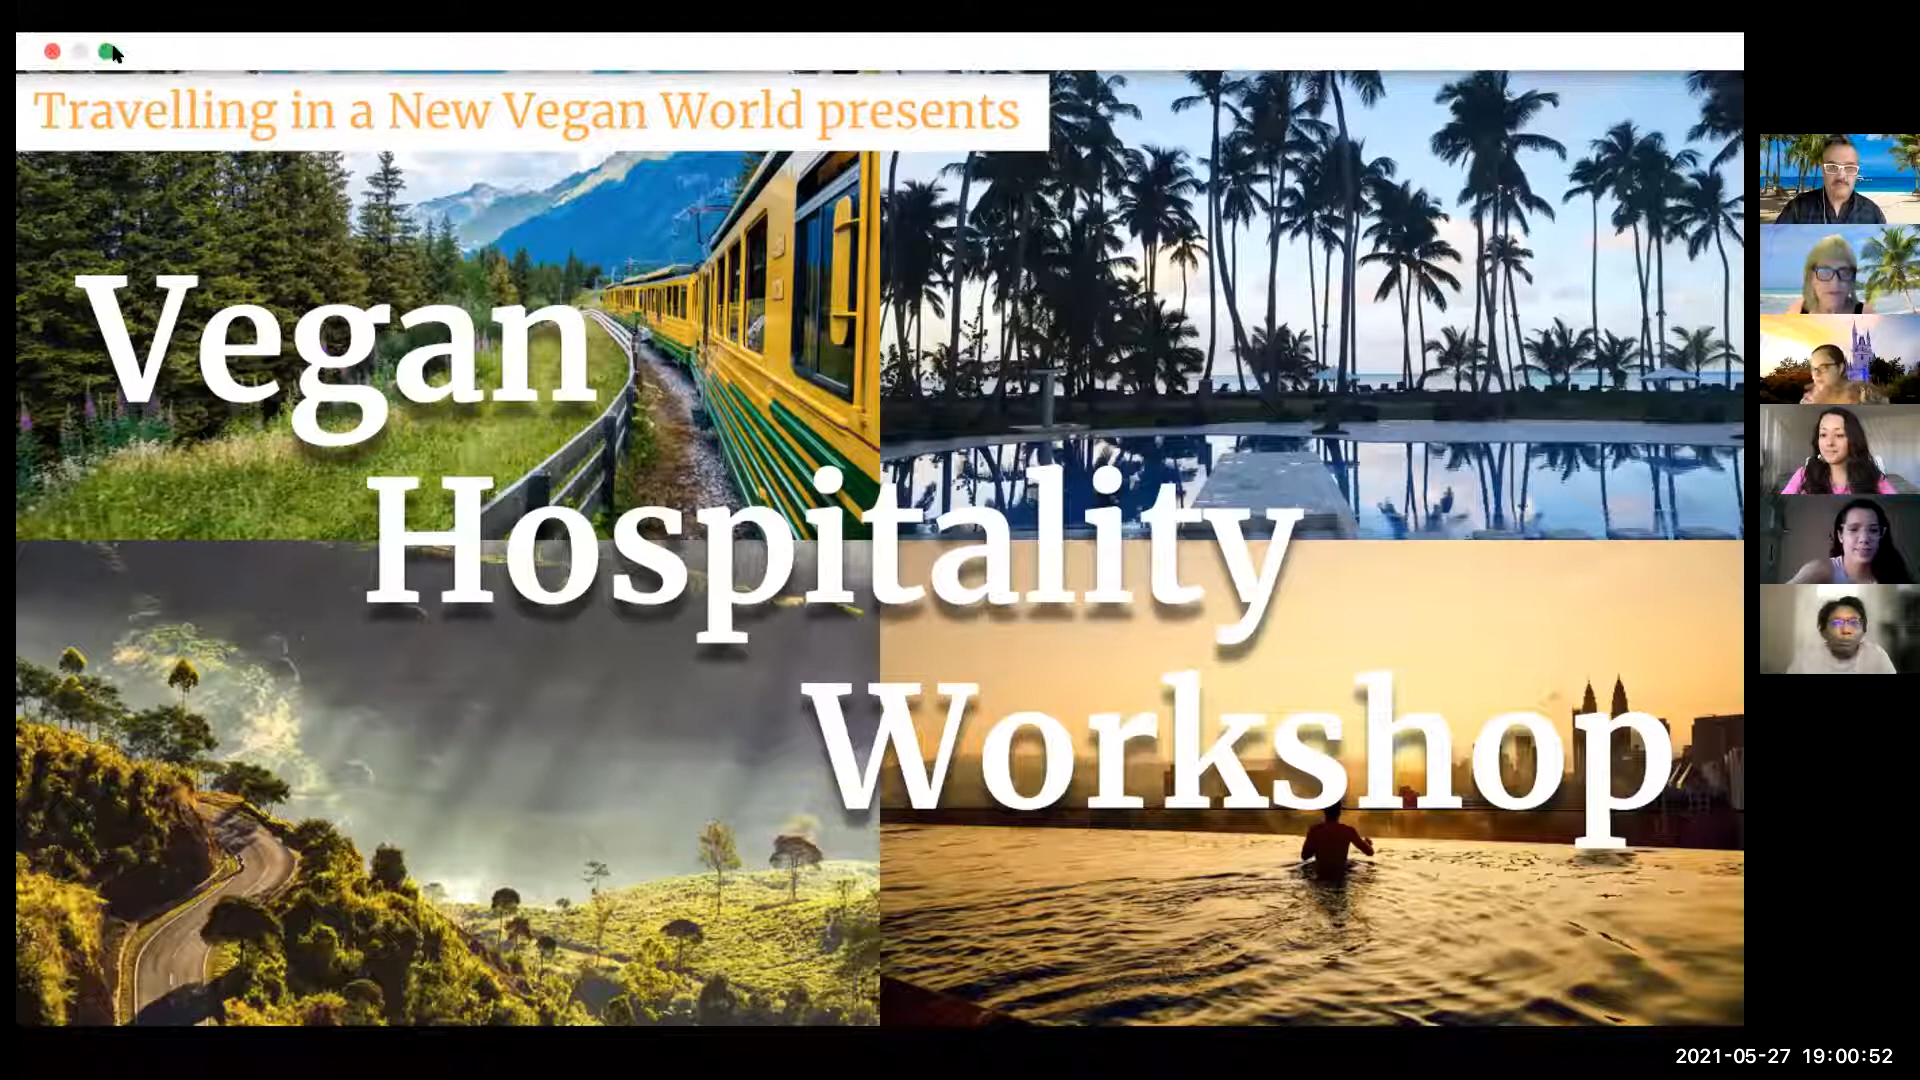 Travelling in a New Vegan World presents
Vegan
Hospitality
Workshop
2021-05-27 19:00:52